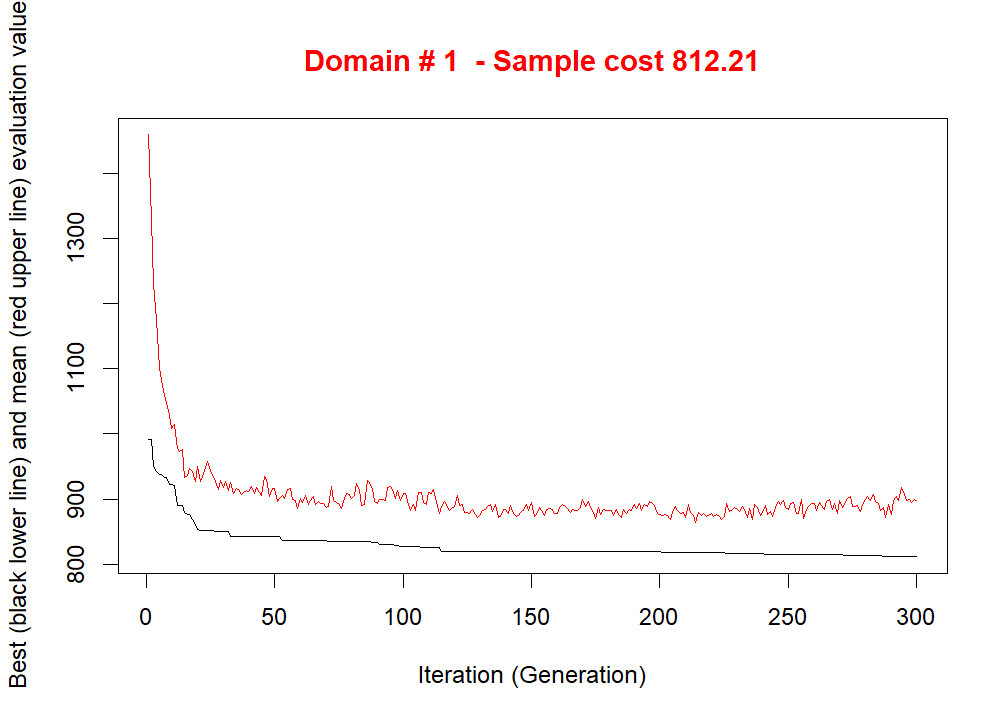 Domain # 1  - Sample cost 812.21
Best (black lower line) and mean (red upper line) evaluation value
1300
1100
900
800
0 50 100 150 200 250 300
Iteration (Generation)